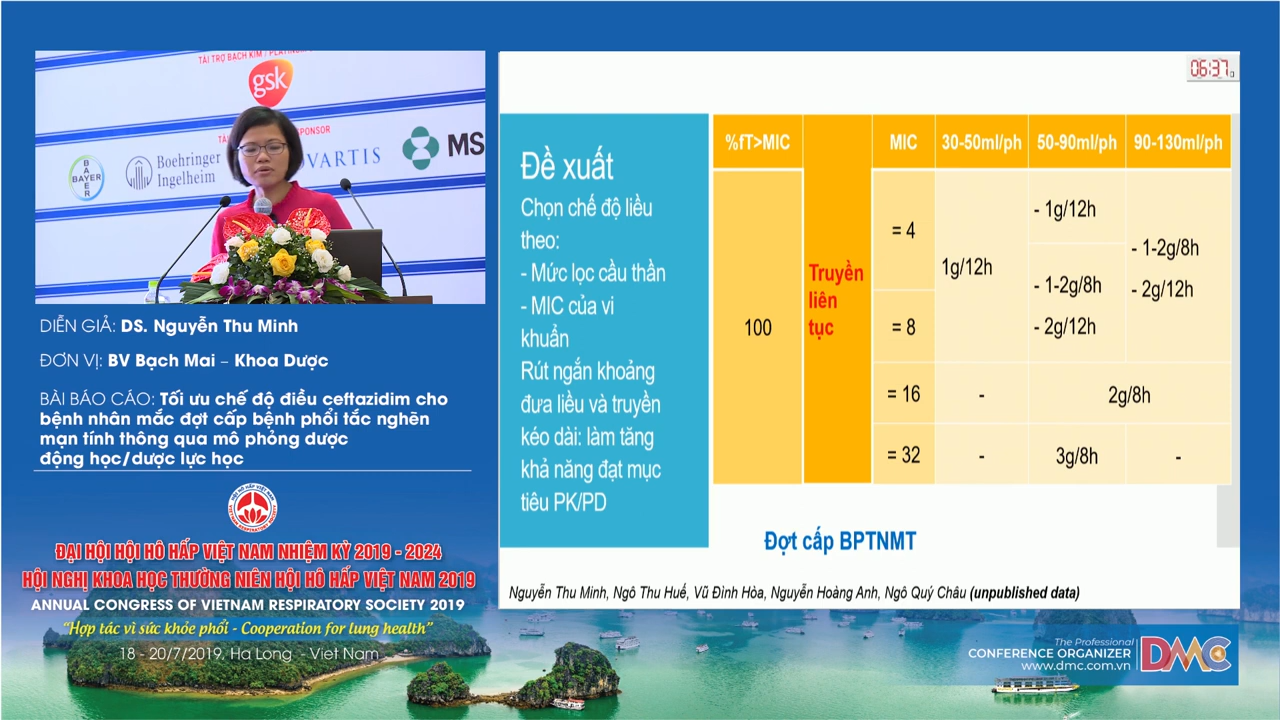 TÀI TRỢ BẠCH KIM / PLATINUM
gsk
SPONSOR
BAYER
BAYER
Boehringer
Ingelheim
VARTIS
MS
DIỄN GIẢ: DS. Nguyễn Thu Minh
ĐƠN VỊ: BV Bạch Mai – Khoa Dược
BÀI BÁO CÁO: Tối ưu chế độ điều ceftazidim cho
bệnh nhân mắc đợt cấp bệnh phổi tắc nghẽn
mạn tính thông qua mô phỏng dược
động học/dược lực học
HỘI HÔ HẤP VIỆT NAM
VIETNAM RESPIRATORY SOCIETY
ĐẠI HỘI HỘI HÔ HẤP VIỆT NAM NHIỆM KỲ 2019 - 2024
HỘI NGHỊ KHOA HỌC THƯỜNG NIÊN HỘI HÔ HẤP VIỆT NAM 2019
ANNUAL CONGRESS OF VIETNAM RESPIRATORY SOCIETY 2019
“Hợp tác vì sức khỏe phổi - Cooperation for lung health”
18 - 20/7/2019, Ha Long - Viet Nam
06:37
Đề xuất
Chọn chế độ liều
theo:
- Mức lọc cầu thần
- MIC của vi
khuẩn
Rút ngắn khoảng
đưa liều và truyền
kéo dài: làm tăng
khả năng đạt mục
tiêu PK/PD
%fT>MIC MIC 30-50ml/ph 50-90ml/ph 90-130ml/ph
100
Truyền
liên
tục
= 4
= 8
1g/12h
- 1g/12h
- 1-2g/8h
- 2g/12h
- 1-2g/8h
- 2g/12h
= 16 - 2g/8h
= 32 - 3g/8h -
Đợt cấp BPTNMT
Nguyễn Thu Minh, Ngô Thu Huế, Vũ Đình Hòa, Nguyễn Hoàng Anh, Ngô Quý Châu (unpublished data)
The Professional
CONFERENCE ORGANIZER
www.dmc.com.vn
DMC